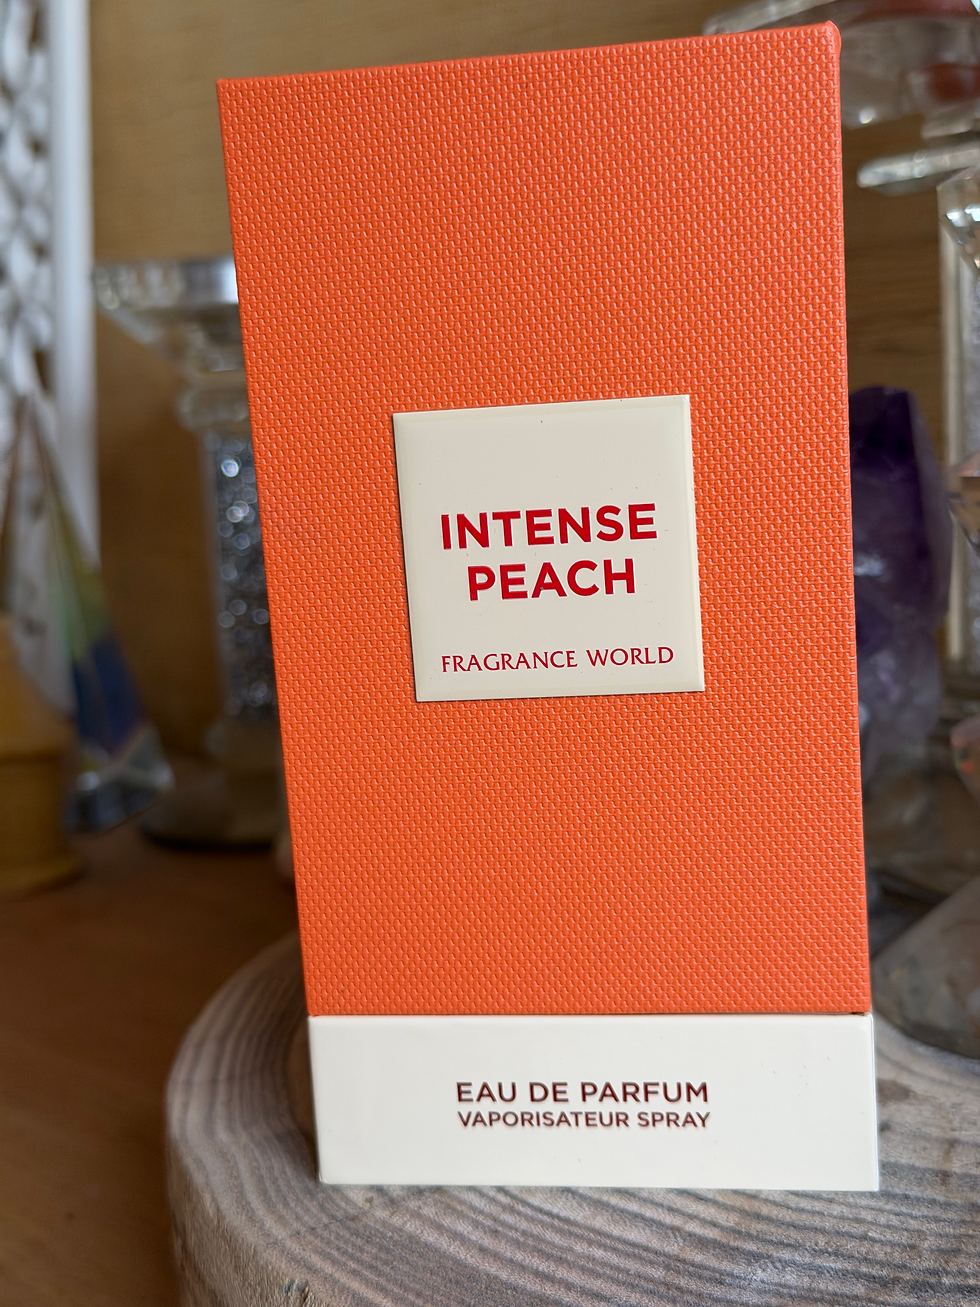 INTENSE
PEACH
FRAGRANCE WORLD
EAU DE PARFUM
VAPORISATEUR SPRAY